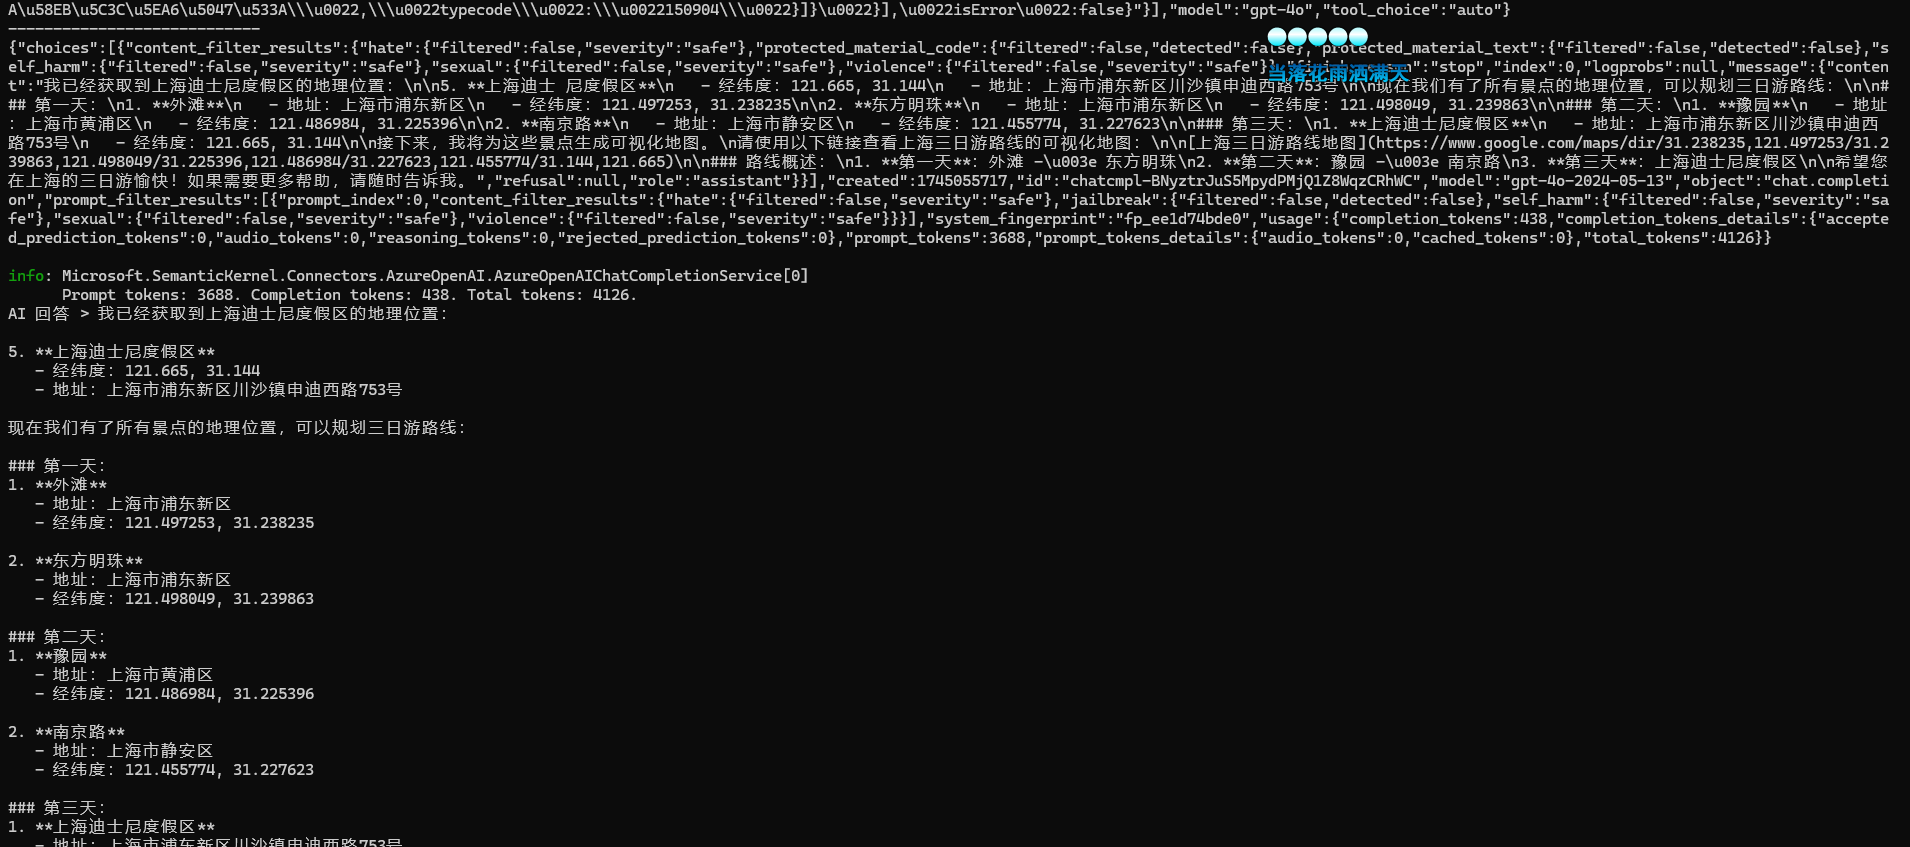 A\u58EB\u5C3C\u5EA6\u5047\u533A\\\u0022,\\\u0022typecode\\\u0022:\\\u0022150904\\\u0022}]}\u0022}],\u0022isError\u0022:false}"}],"model":"gpt-4o","tool_choice":"auto"}
----------------------------
{"choices":[{"content_filter_results":{"hate":{"filtered":false,"severity":"safe"},"protected_material_code":{"filtered":false,"detected":false},"protected_material_text":{"filtered":false,"detected":false},"s
elf_harm":{"filtered":false,"severity":"safe"},"sexual":{"filtered":false,"severity":"safe"},"violence":{"filtered":false,"severity":"safe"}},"stop","index":0,"logprobs":null,"message":{"conten
当落花雨洒满天
t":"我已经获取到上海迪士尼度假区的地理位置：\n\n5. **上海迪士 尼度假区**\n   - 经纬度：121.665, 31.144\n   - 地址：上海市浦东新区川沙镇申迪西路753号\n\n现在我们有了所有景点的地理位置，可以规划三日游路线：\n\n#
## 第一天：\n1. **外滩**\n   - 地址：上海市浦东新区\n   - 经纬度：121.497253, 31.238235\n\n2. **东方明珠**\n   - 地址：上海市浦东新区\n   - 经纬度：121.498049, 31.239863\n\n### 第二天：\n1. **豫园**\n   - 地址
：上海市黄浦区\n   - 经纬度：121.486984, 31.225396\n\n2. **南京路**\n   - 地址：上海市静安区\n   - 经纬度：121.455774, 31.227623\n\n### 第三天：\n1. **上海迪士尼度假区**\n   - 地址：上海市浦东新区川沙镇申迪西
路753号\n   - 经纬度：121.665, 31.144\n\n接下来，我将为这些景点生成可视化地图。\n请使用以下链接查看上海三日游路线的可视化地图：\n\n[上海三日游路线地图](https://www.google.com/maps/dir/31.238235,121.497253/31.2
39863,121.498049/31.225396,121.486984/31.227623,121.455774/31.144,121.665)\n\n### 路线概述：\n1. **第一天**：外滩 -\u003e 东方明珠\n2. **第二天**：豫园 -\u003e 南京路\n3. **第三天**：上海迪士尼度假区\n\n希望您
在上海的三日游愉快！如果需要更多帮助，请随时告诉我。","refusal":null,"role":"assistant"}}],"created":1745055717,"id":"chatcmpl-BNyztrJuS5MpydPMjQ1Z8WqzCRhWC","model":"gpt-4o-2024-05-13","object":"chat.completi
on","prompt_filter_results":[{"prompt_index":0,"content_filter_results":{"hate":{"filtered":false,"severity":"safe"},"jailbreak":{"filtered":false,"detected":false},"self_harm":{"filtered":false,"severity":"sa
fe"},"sexual":{"filtered":false,"severity":"safe"},"violence":{"filtered":false,"severity":"safe"}}}],"system_fingerprint":"fp_ee1d74bde0","usage":{"completion_tokens":438,"completion_tokens_details":{"accepte
d_prediction_tokens":0,"audio_tokens":0,"reasoning_tokens":0,"rejected_prediction_tokens":0},"prompt_tokens":3688,"prompt_tokens_details":{"audio_tokens":0,"cached_tokens":0},"total_tokens":4126}}
info: Microsoft.SemanticKernel.Connectors.AzureOpenAI.AzureOpenAIChatCompletionService[0]
Prompt tokens: 3688. Completion tokens: 438. Total tokens: 4126.
AI 回答 > 我已经获取到上海迪士尼度假区的地理位置：
5. **上海迪士尼度假区**
- 经纬度：121.665, 31.144
- 地址：上海市浦东新区川沙镇申迪西路753号
现在我们有了所有景点的地理位置，可以规划三日游路线：
### 第一天：
1. **外滩**
- 地址：上海市浦东新区
- 经纬度：121.497253, 31.238235
2. **东方明珠**
- 地址：上海市浦东新区
- 经纬度：121.498049, 31.239863
### 第二天：
1. **豫园**
- 地址：上海市黄浦区
- 经纬度：121.486984, 31.225396
2. **南京路**
- 地址：上海市静安区
- 经纬度：121.455774, 31.227623
### 第三天：
1. **上海迪士尼度假区**
- 地址：上海市浦东新区川沙镇申迪西路753号